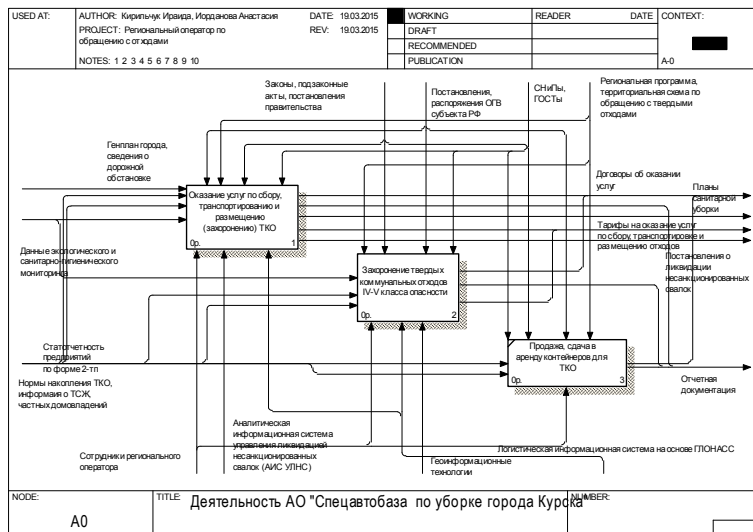 USED AT:
AUTHOR: Кирильчук Ираида, Иорданова Анастасия
DATE: 19.03.2015
WORKING
READER
DATE
CONTEXT:
PROJECT: Региональный оператор по
обращению с отходами
REV: 19.03.2015
DRAFT
RECOMMENDED
NOTES: 1 2 3 4 5 6 7 8 9 10
PUBLICATION
A-0
Законы, подзаконные
акты, постановления
правительства
Постановления,
распоряжения ОГВ
субъекта РФ
СНиПы,
ГОСТы
Региональная программа,
территориальная схема по
обращению с твердыми
отходами
Генплан города,
сведения о
дорожной
обстановке
Договоры об оказании
услуг
Планы
санитарной
уборки
Оказание услуг по сбору,
транспортированию и
размещению
(захоронению) ТКО
0р.
1
Тарифы на оказание услуг
по сбору, транспортировке и
размещению отходов
Данные экологического и
санитарно-гигиенического
мониторинга
Постановления о
ликвидации
несанкционированных
свалок
Захоронение твердых
коммунальных отходов
IV-V класса опасности
0р.
2
Статотчетность
предприятий
по форме 2-тп
Продажа, сдача в
аренду контейнеров для
ТКО
0р.
3
Нормы накопления ТКО,
информаия о ТСЖ,
частных домовладений
Отчетная
документация
Аналитическая
информационная система
управления ликвидацией
несанкционированных
свалок (АИС УЛНС)
Сотрудники регионального
оператора
Логистическая информационная система на основе ГЛОНАСС
Геоинформационные
технологии
NODE:
A0
TITLE:
Деятельность АО "Спецавтобаза по уборке города Курска"
NUMBER: